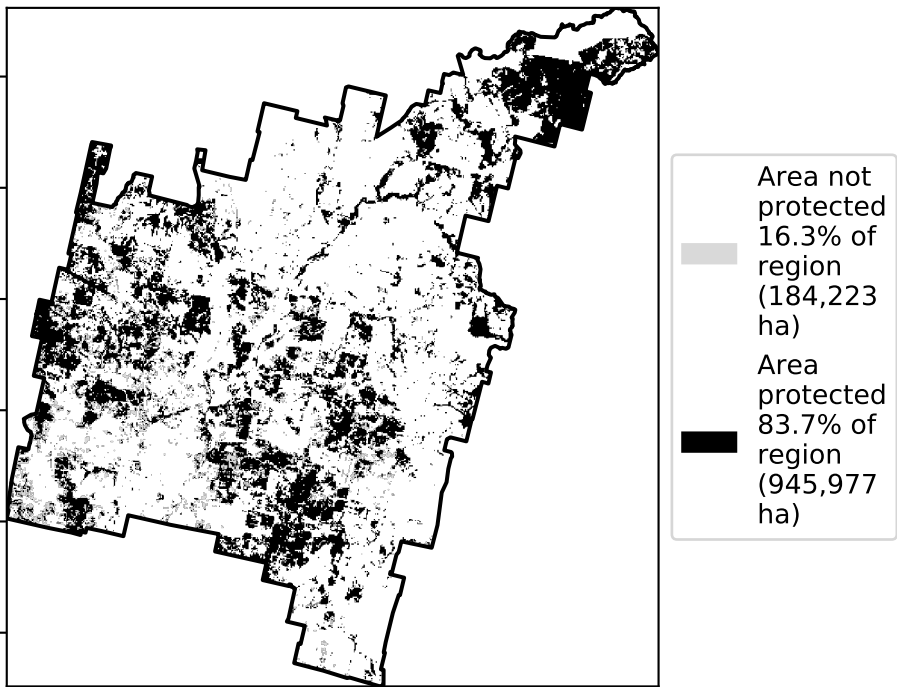 Area not
protected
16.3% of
region
(184,223
ha)
Area
protected
83.7% of
region
(945,977
ha)